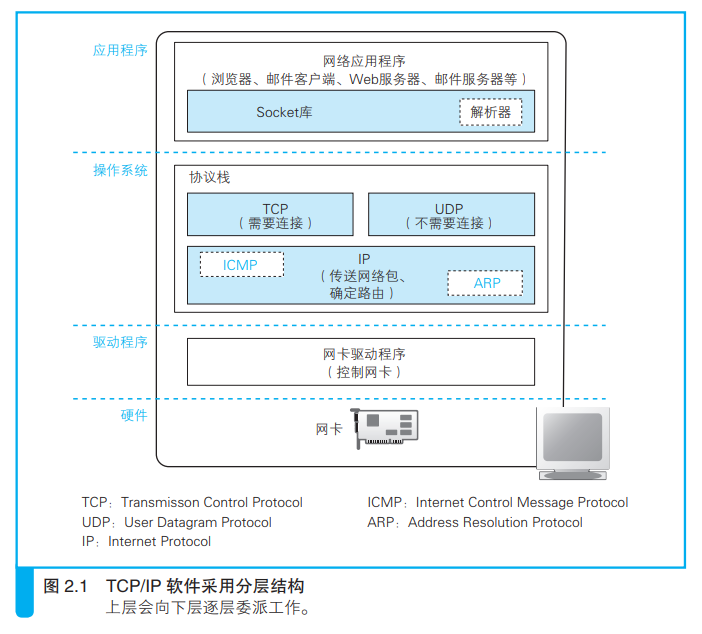 应用程序
网络应用程序
（浏览器、邮件客户端、Web服务器、邮件服务器等）
Socket库
解析器
操作系统
协议栈
TCP
（需要连接）
UDP
（不需要连接）
ICMP
IP
（传送网络包、
确定路由）
ARP
驱动程序
网卡驱动程序
（控制网卡）
硬件
网卡
TCP：Transmisson Control Protocol
UDP：User Datagram Protocol
IP：Internet Protocol
ICMP：Internet Control Message Protocol
ARP：Address Resolution Protocol
图 2.1 TCP/IP 软件采用分层结构
上层会向下层逐层委派工作。